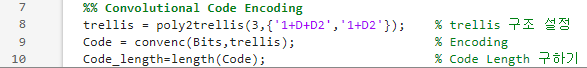 7 %% Convolutional Code Encoding
8 trellis = poly2trellis(3,{'1+D+D2','1+D2'}); % trellis 구조 설정
9 Code = convenc(Bits,trellis); % Encoding
10 Code_length=length(Code); % Code Length 구하기